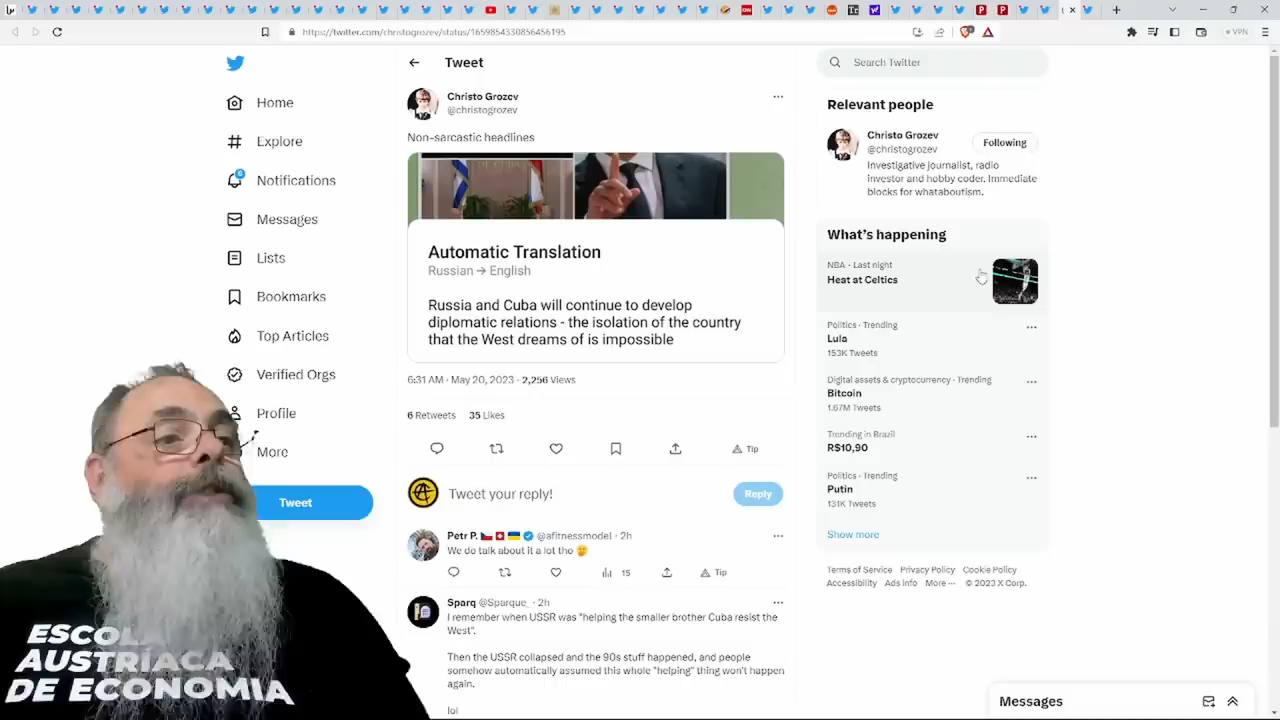 https://twitter.com/christogrozev/status/1659854330856456195
VPN
Home
Explore
6
Notifications
Messages
Lists
Bookmarks
Top Articles
Verified Orgs
Profile
More
Tweet
Tweet
Christo Grozev
@christogrozev
Non-sarcastic headlines
Automatic Translation
Russian → English
Russia and Cuba will continue to develop
diplomatic relations - the isolation of the country
that the West dreams of is impossible
6:31 AM · May 20, 2023 · 2,256 Views
6 Retweets 35 Likes
Tip
Tweet your reply!
Reply
Petr P. @afitnessmodel · 2h
We do talk about it a lot tho
15
Tip
Sparq @Sparque_ · 2h
I remember when USSR was "helping the smaller brother Cuba resist the
West".
Then the USSR collapsed and the 90s stuff happened, and people
somehow automatically assumed this whole "helping" thing won't happen
again.
lol
Search Twitter
Relevant people
Christo Grozev
@christogrozev
Following
Investigative journalist, radio
investor and hobby coder. Immediate
blocks for whataboutism.
What's happening
NBA · Last night
Heat at Celtics
Politics · Trending
Lula
153K Tweets
Digital assets & cryptocurrency · Trending
Bitcoin
1.67M Tweets
Trending in Brazil
R$10,90
Politics · Trending
Putin
131K Tweets
Show more
Terms of Service Privacy Policy Cookie Policy
Accessibility Ads info More ··· © 2023 X Corp.
Messages
AUSTRÍACA
DE ECONOMIA